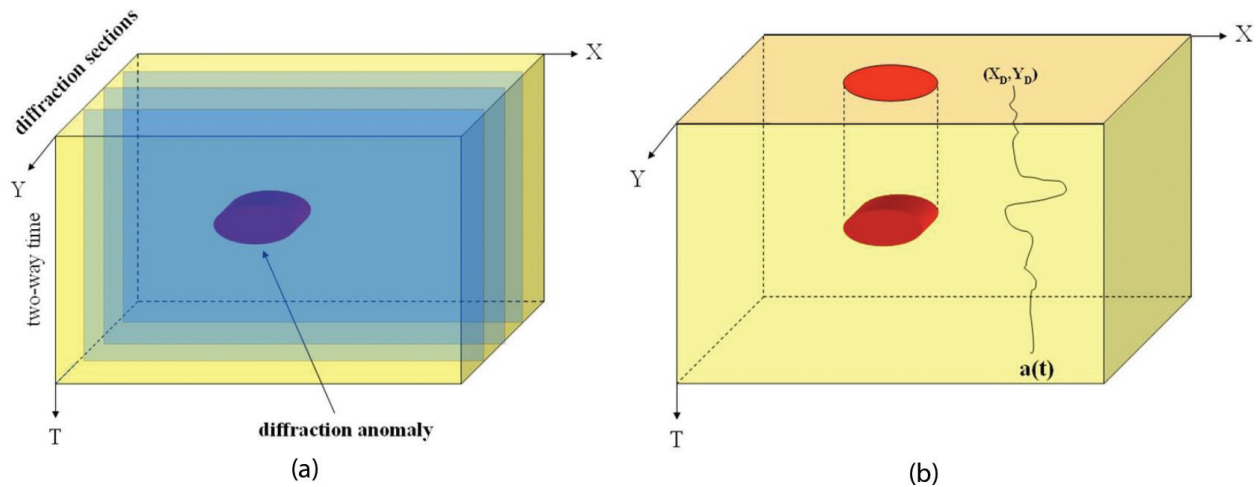 diffraction sections
X
Y
two-way time
T
diffraction anomaly
(a)
X
(X_D,Y_D)
Y
a(t)
T
(b)